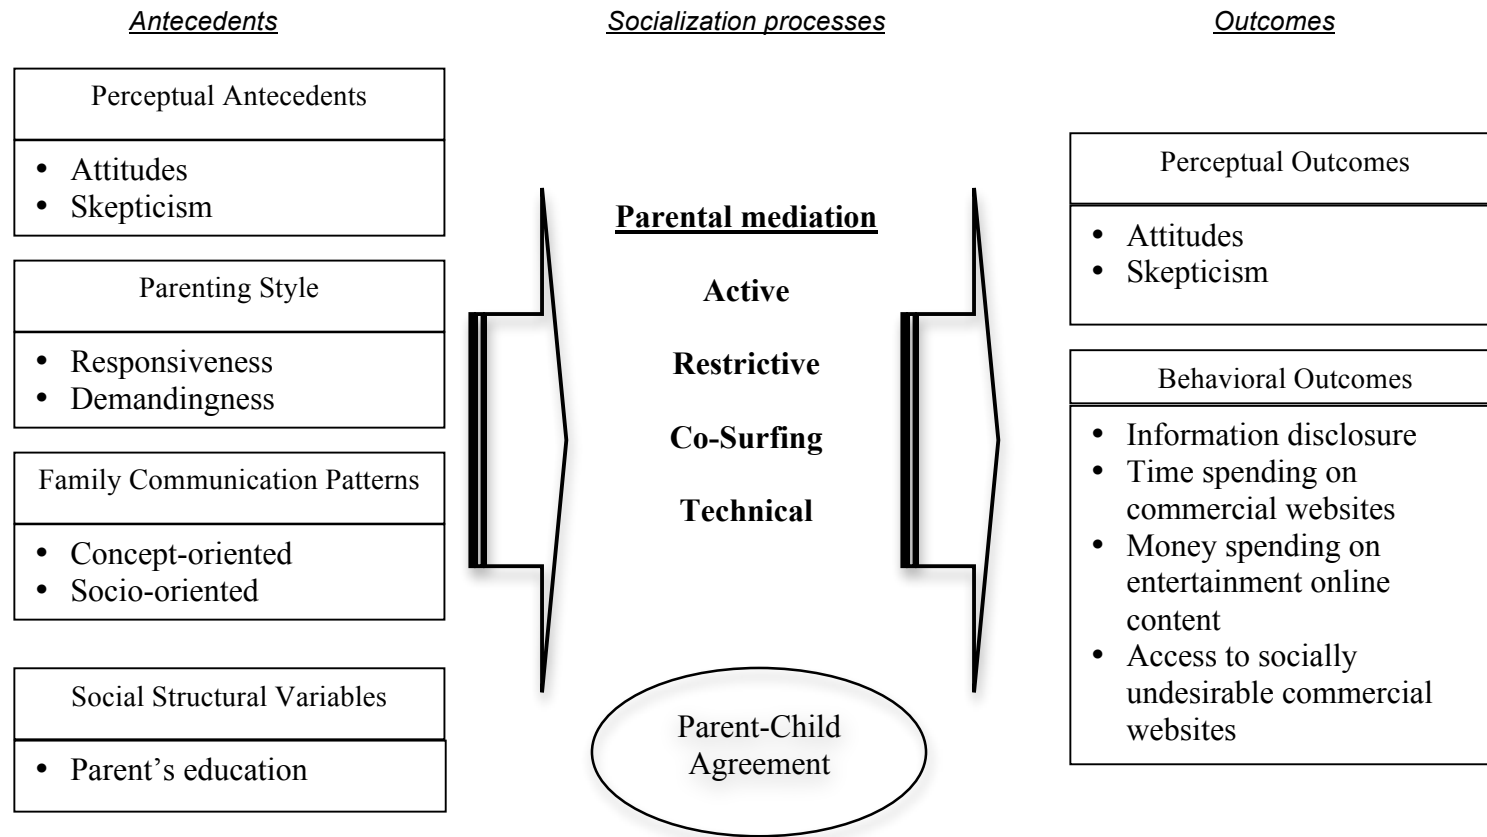 Antecedents
Perceptual Antecedents
• Attitudes
• Skepticism
Parenting Style
• Responsiveness
• Demandingness
Family Communication Patterns
• Concept-oriented
• Socio-oriented
Social Structural Variables
• Parent’s education
Socialization processes
Parental mediation
Active
Restrictive
Co-Surfing
Technical
Parent-Child
Agreement
Outcomes
Perceptual Outcomes
• Attitudes
• Skepticism
Behavioral Outcomes
• Information disclosure
• Time spending on
commercial websites
• Money spending on
entertainment online
content
• Access to socially
undesirable commercial
websites